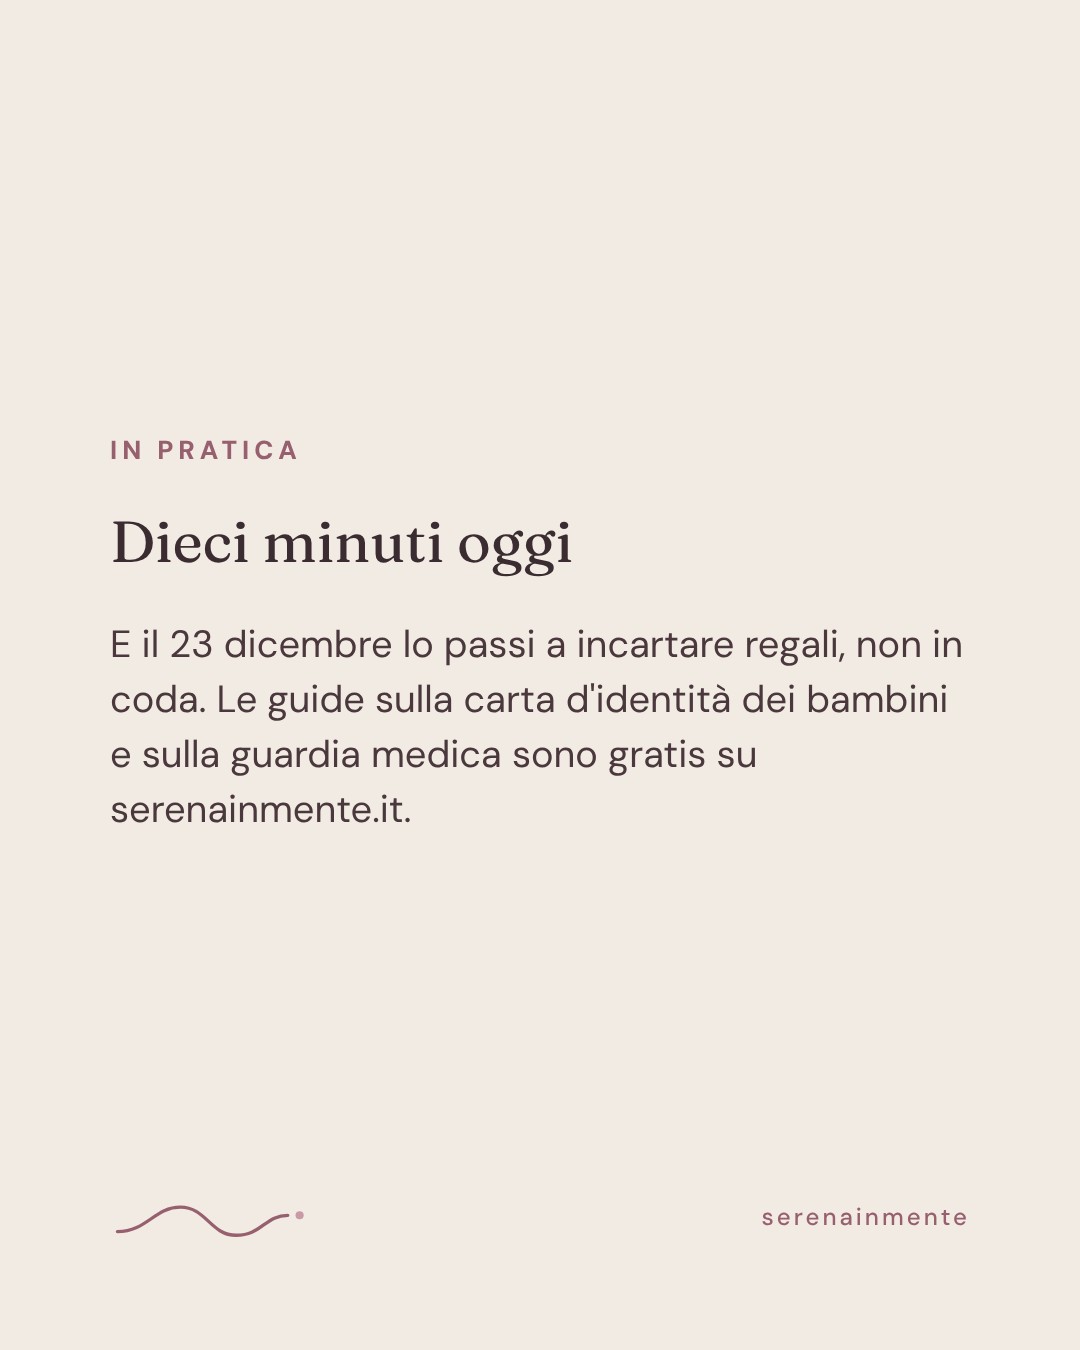 IN PRATICA
Dieci minuti oggi
E il 23 dicembre lo passi a incartare regali, non in
coda. Le guide sulla carta d'identità dei bambini
e sulla guardia medica sono gratis su
serenainmente.it.
serenainmente